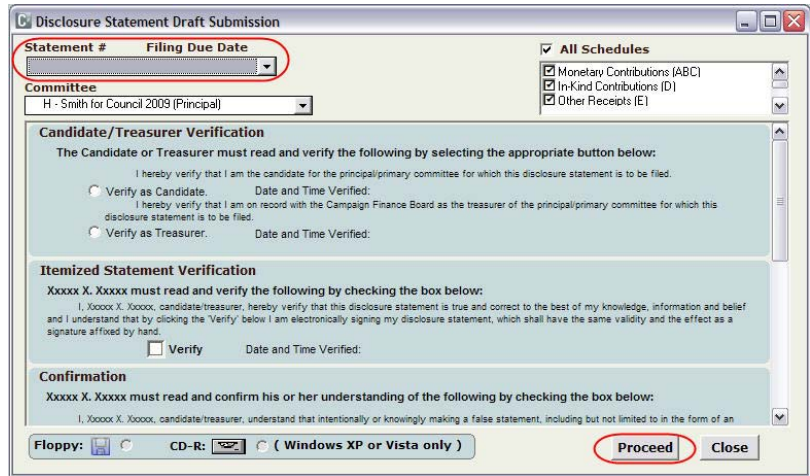 Disclosure Statement Draft Submission
Statement # Filing Due Date
All Schedules
Monetary Contributions (ABC)
In-Kind Contributions (D)
Other Receipts (E)
Committee
H - Smith for Council 2009 (Principal)
Candidate/Treasurer Verification
The Candidate or Treasurer must read and verify the following by selecting the appropriate button below:
I hereby verify that I am the candidate for the principal/primary committee for which this disclosure statement is to be filed.
Verify as Candidate. Date and Time Verified:
I hereby verify that I am on record with the Campaign Finance Board as the treasurer of the principal/primary committee for which this
disclosure statement is to be filed.
Verify as Treasurer. Date and Time Verified:
Itemized Statement Verification
Xxxxx X. Xxxxx must read and verify the following by checking the box below:
I, Xxxxx X. Xxxxx, candidate/treasurer, hereby verify that this disclosure statement is true and correct to the best of my knowledge, information and belief
and I understand that by clicking the 'Verify' below I am electronically signing my disclosure statement, which shall have the same validity and the effect as a
signature affixed by hand.
Verify Date and Time Verified:
Confirmation
Xxxxx X. Xxxxx must read and confirm his or her understanding of the following by checking the box below:
I, Xxxxx X. Xxxxx, candidate/treasurer, understand that intentionally or knowingly making a false statement, including but not limited to in the form of an
Floppy: CD-R: ( Windows XP or Vista only ) Proceed Close